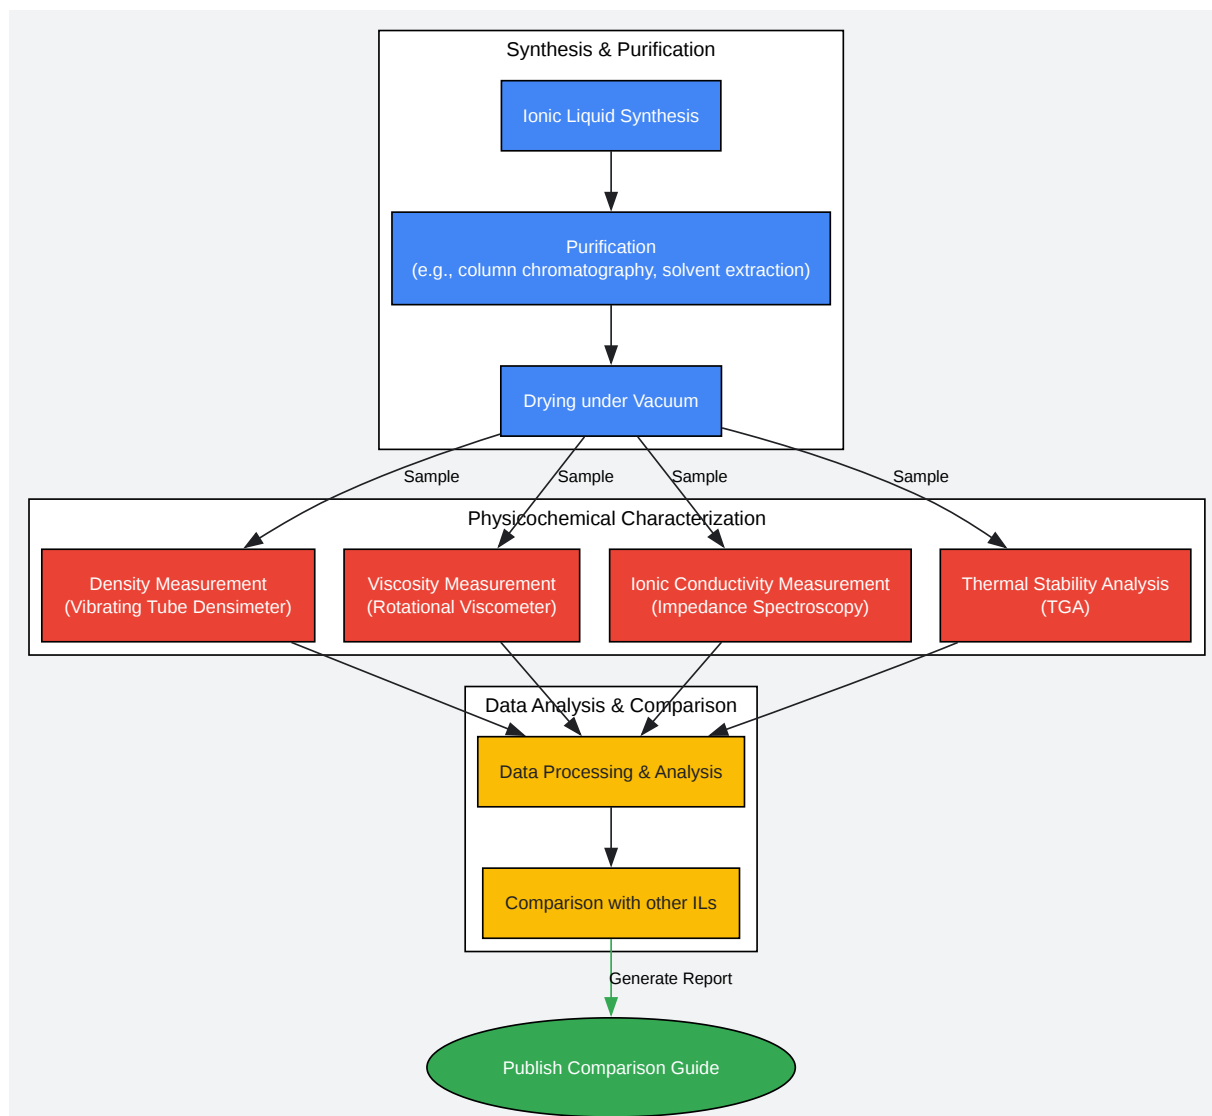 Synthesis & Purification
Ionic Liquid Synthesis
Purification
(e.g., column chromatography, solvent extraction)
Drying under Vacuum
Sample
Sample
Sample
Sample
Physicochemical Characterization
Density Measurement
(Vibrating Tube Densimeter)
Viscosity Measurement
(Rotational Viscometer)
Ionic Conductivity Measurement
(Impedance Spectroscopy)
Thermal Stability Analysis
(TGA)
Data Analysis & Comparison
Data Processing & Analysis
Comparison with other ILs
Generate Report
Publish Comparison Guide